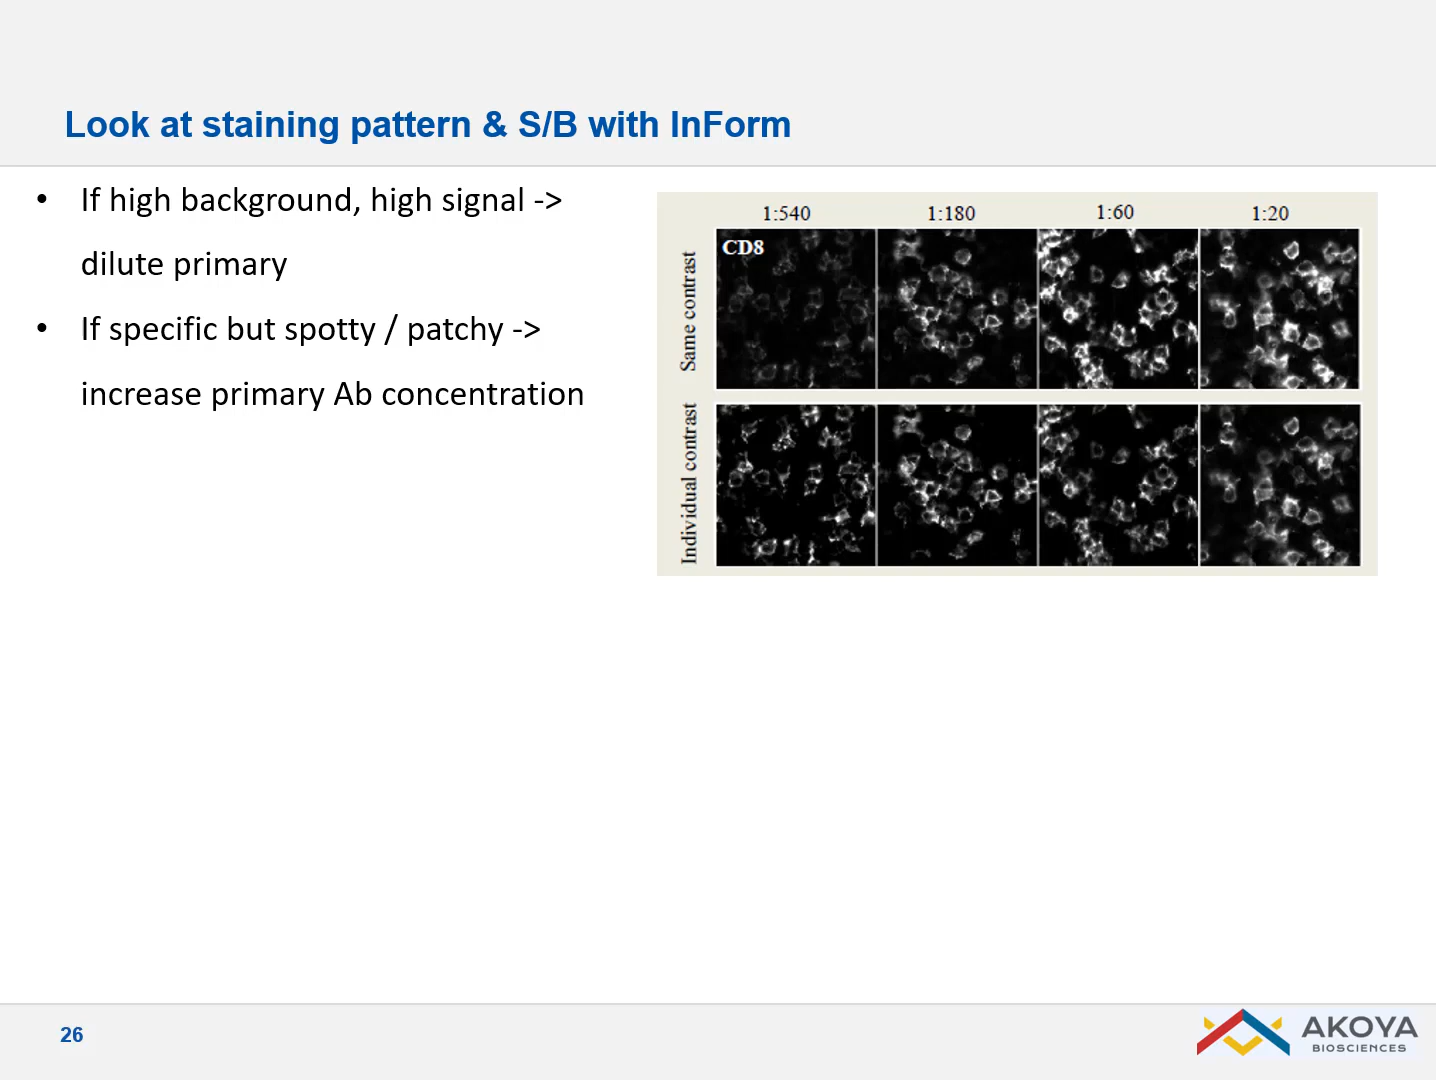 Look at staining pattern & S/B with InForm
• If high background, high signal ->
dilute primary
• If specific but spotty / patchy ->
increase primary Ab concentration
1:540 1:180 1:60 1:20
Same contrast
CD8
Individual contrast
26
AKOYA
BIOSCIENCES